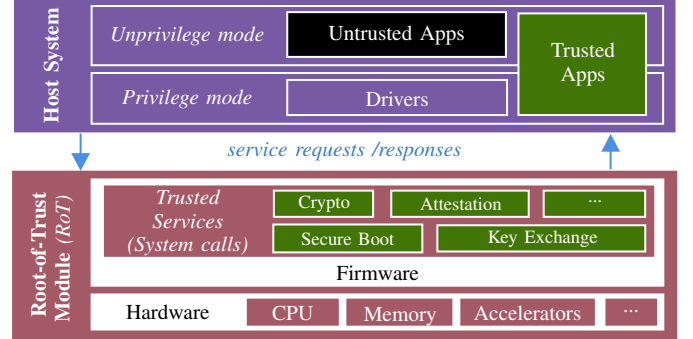 Host System
Unprivilege mode
Untrusted Apps
Trusted
Apps
Privilege mode
Drivers
service requests /responses
Root-of-Trust
Module (RoT)
Trusted
Services
(System calls)
Crypto
Attestation
...
Secure Boot
Key Exchange
Firmware
Hardware
CPU
Memory
Accelerators
...